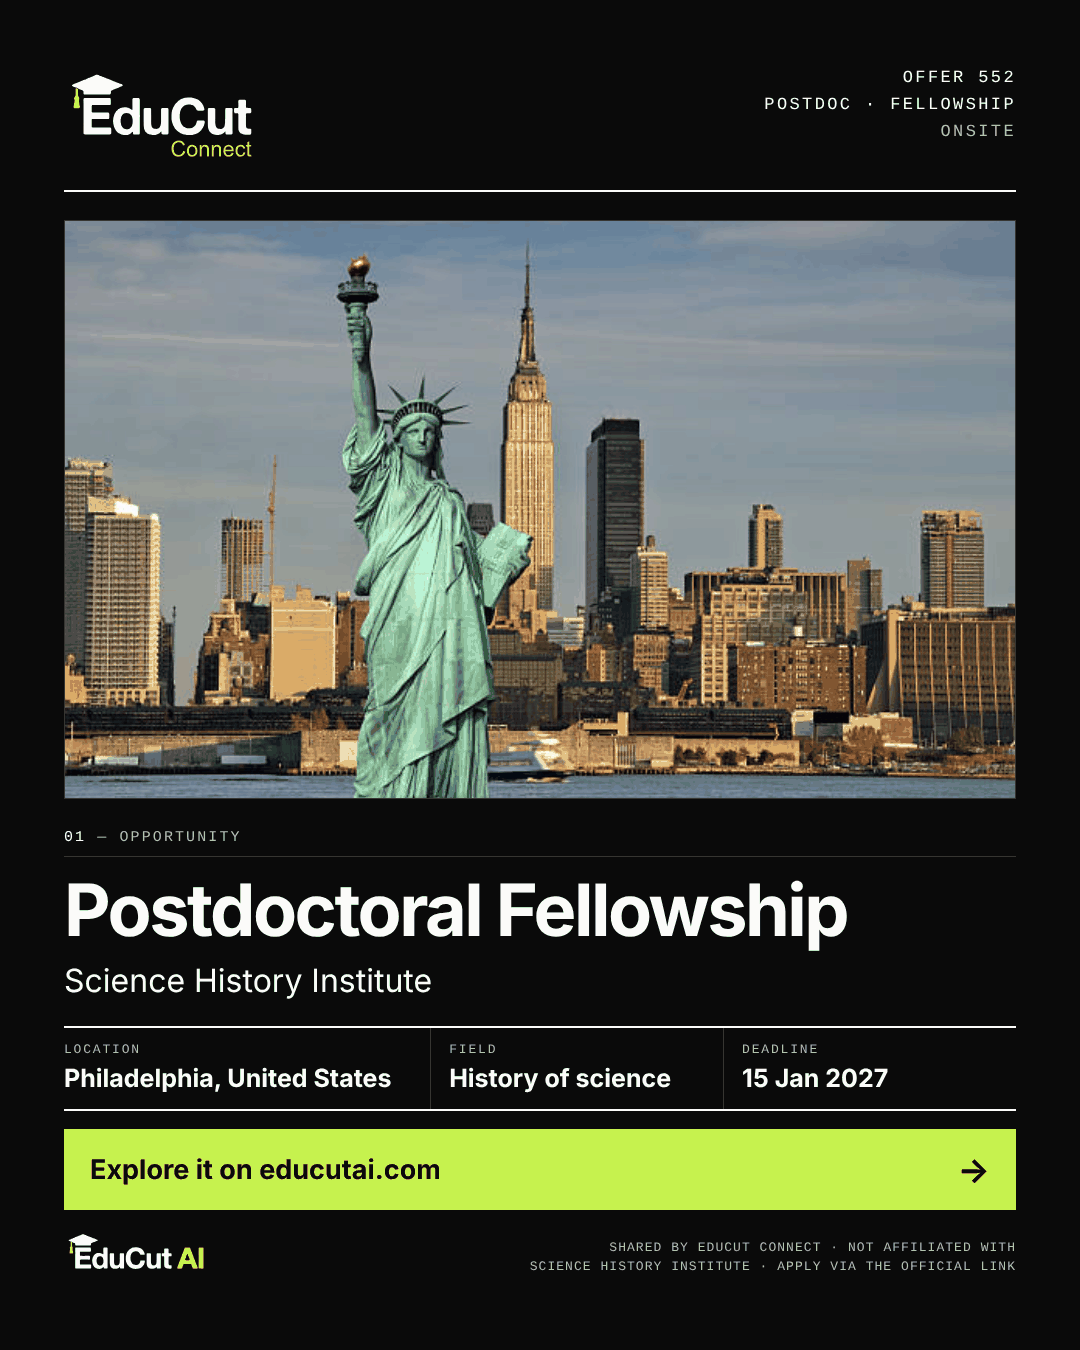 EduCut
Connect
OFFER 552
POSTDOC · FELLOWSHIP
ONSITE
01 — OPPORTUNITY
Postdoctoral Fellowship
Science History Institute
LOCATION
Philadelphia, United States
FIELD
History of science
DEADLINE
15 Jan 2027
Explore it on educutai.com →
EduCut AI
SHARED BY EDUCUT CONNECT · NOT AFFILIATED WITH
SCIENCE HISTORY INSTITUTE · APPLY VIA THE OFFICIAL LINK